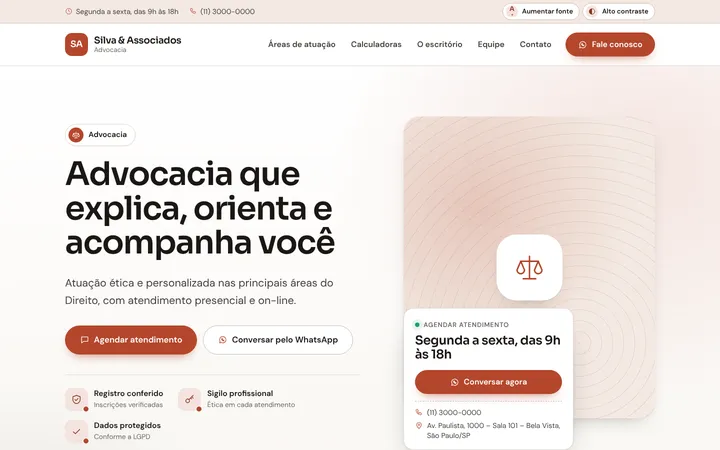 Segunda a sexta, das 9h às 18h
(11) 3000-0000
A
Aumentar fonte
Alto contraste
SA
Silva & Associados
Advocacia
Áreas de atuação
Calculadoras
O escritório
Equipe
Contato
Fale conosco
Advocacia
Advocacia que
explica, orienta e
acompanha você
Atuação ética e personalizada nas principais áreas do
Direito, com atendimento presencial e on-line.
Agendar atendimento
Conversar pelo WhatsApp
Registro conferido
Inscrições verificadas
Sigilo profissional
Ética em cada atendimento
Dados protegidos
Conforme a LGPD
AGENDAR ATENDIMENTO
Segunda a sexta, das 9h
às 18h
Conversar agora
(11) 3000-0000
Av. Paulista, 1000 – Sala 101 – Bela Vista,
São Paulo/SP